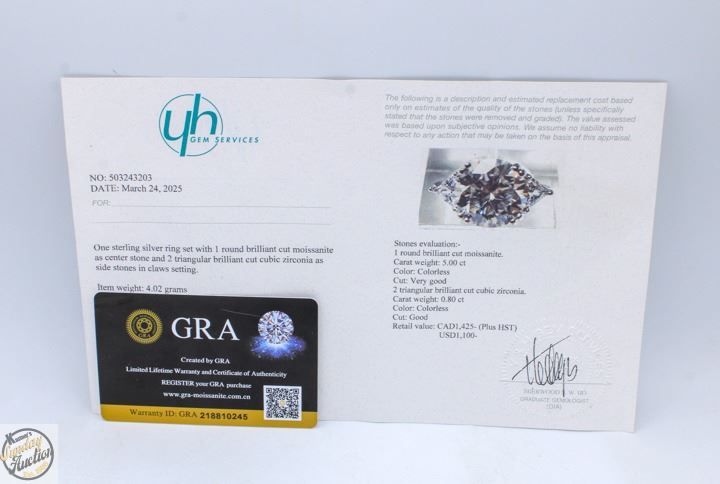 yh
GEM SERVICES
NO: 503243203
DATE: March 24, 2025
FOR:
One sterling silver ring set with 1 round brilliant cut moissanite
as center stone and 2 triangular brilliant cut cubic zirconia as
side stones in claws setting.
Item weight: 4.02 grams
GRA
GRA
Created by GRA
Limited Lifetime Warranty and Certificate of Authenticity
REGISTER your GRA purchase
www.gra-moissanite.com.cn
Warranty ID: GRA 218810245
The following is a description and estimated replacement cost based
only on estimates of the quality of the stones (unless specifically
stated that the stones were removed and graded). The value assessed
was based upon subjective opinions. We assume no liability with
respect to any action that may be taken on the basis of this appraisal.
Stones evaluation:-
1 round brilliant cut moissanite.
Carat weight: 5.00 ct
Color: Colorless
Cut: Very good
2 triangular brilliant cut cubic zirconia.
Carat weight: 0.80 ct
Color: Colorless
Cut: Good
Retail value: CAD1,425- (Plus HST)
USD1,100-
GRADUATE GEMOLOGIST
(GIA)
Sunday
Auction